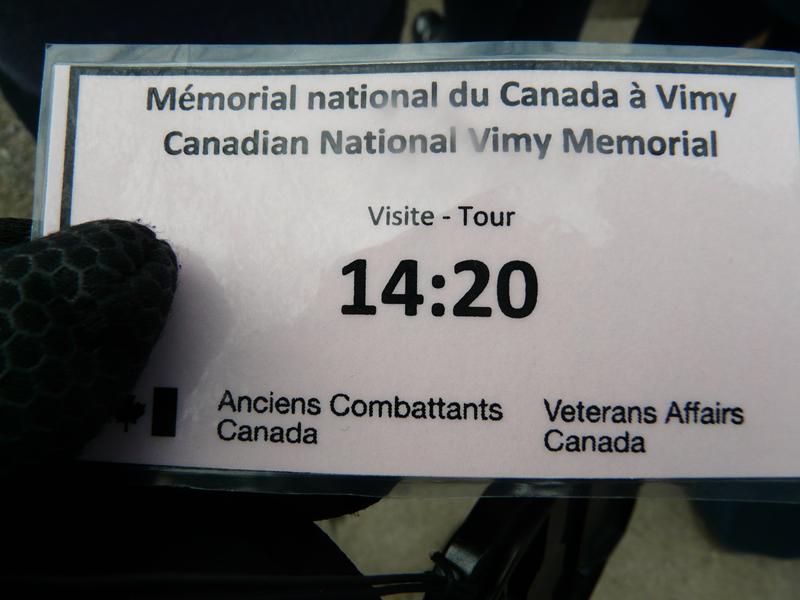 Mémorial national du Canada à Vimy
Canadian National Vimy Memorial
Visite - Tour
14:20
Anciens Combattants
Canada
Veterans Affairs
Canada